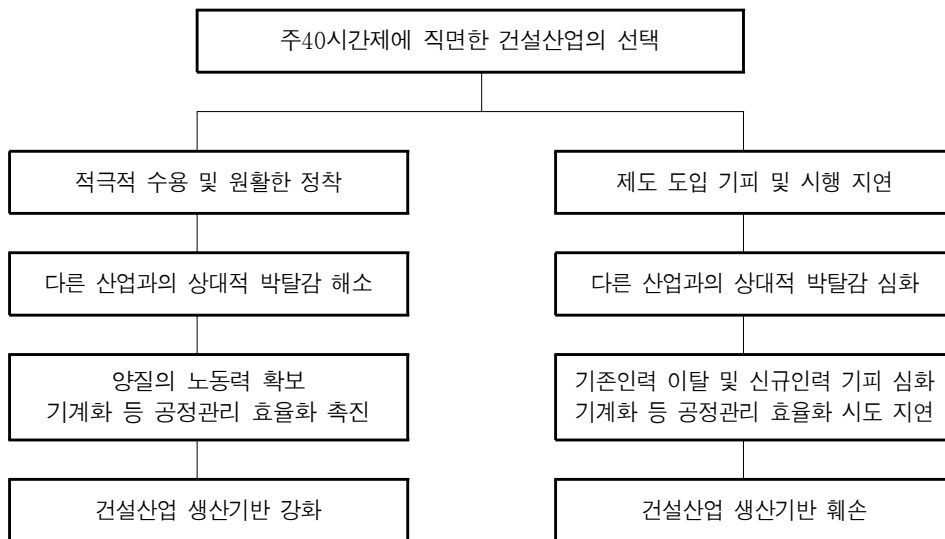 주40시간제에 직면한 건설산업의 선택
적극적 수용 및 원활한 정착
제도 도입 기피 및 시행 지연
다른 산업과의 상대적 박탈감 해소
다른 산업과의 상대적 박탈감 심화
양질의 노동력 확보
기계화 등 공정관리 효율화 촉진
기존인력 이탈 및 신규인력 기피 심화
기계화 등 공정관리 효율화 시도 지연
건설산업 생산기반 강화
건설산업 생산기반 훼손